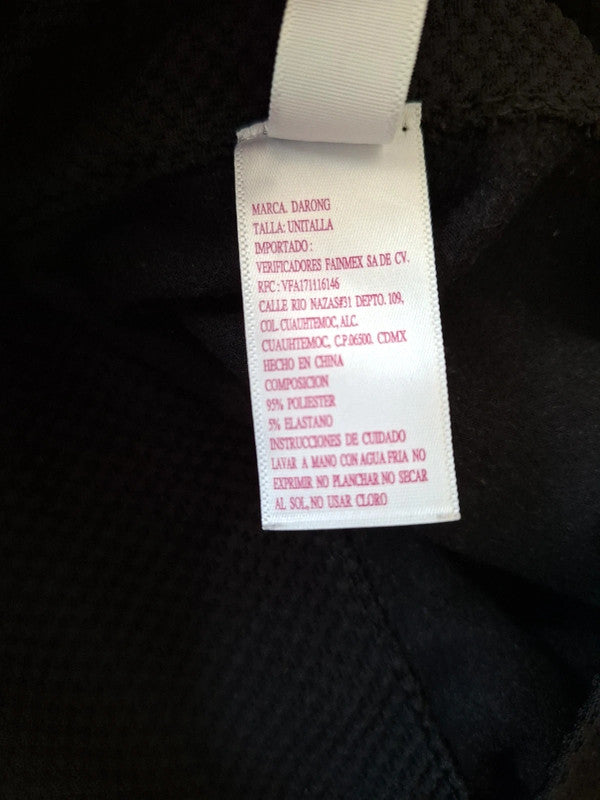 MARCA. DARONG
TALLA: UNITALLA
IMPORTADO :
VERIFICADORES FAINMEX SA DE CV.
RFC : VFA171116146
CALLE RIO NAZAS#31 DEPTO. 109,
COL. CUAUHTEMOC, ALC.
CUAUHTEMOC, C.P.06500. CDMX
HECHO EN CHINA
COMPOSICION
95% POLIESTER
5% ELASTANO
INSTRUCCIONES DE CUIDADO
LAVAR A MANO CON AGUA FRIA NO
EXPRIMIR NO PLANCHAR NO SECAR
AL SOL, NO USAR CLORO